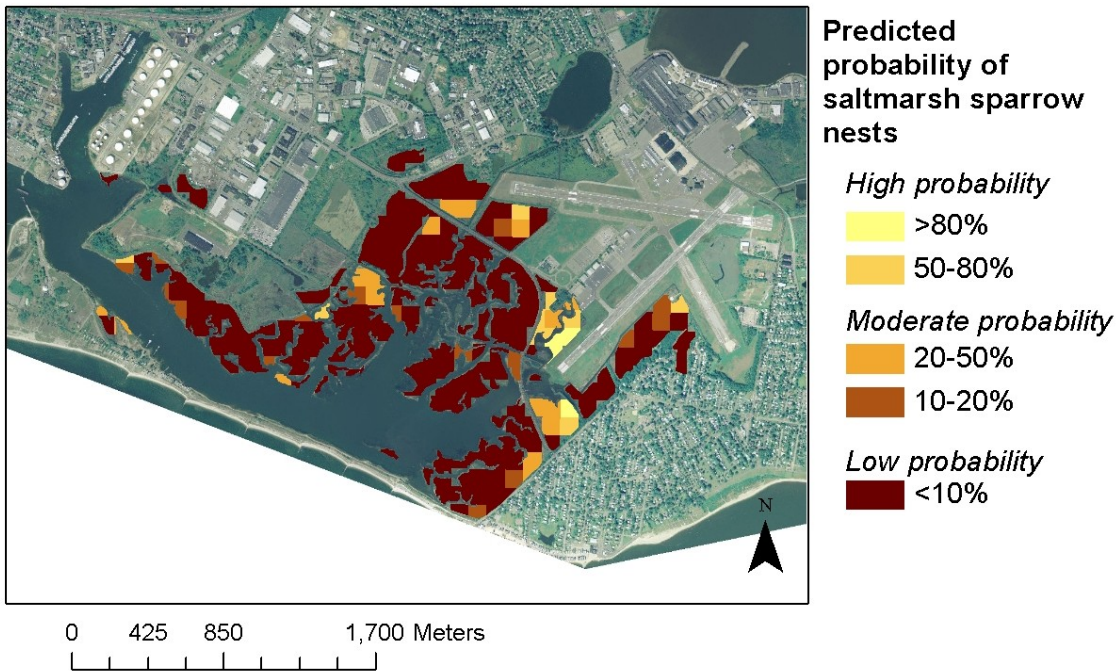 Predicted
probability of
saltmarsh sparrow
nests
High probability
>80%
50-80%
Moderate probability
20-50%
10-20%
Low probability
<10%
N
0 425 850 1,700 Meters